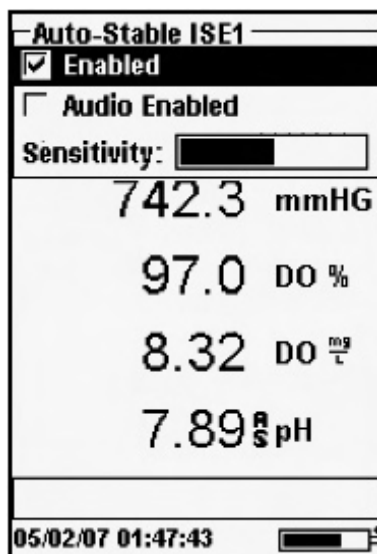 Auto-Stable ISE1
Enabled
Audio Enabled
Sensitivity:
742.3 mmHG
97.0 DO %
8.32 DO mg/L
7.89 AS pH
05/02/07 01:47:43